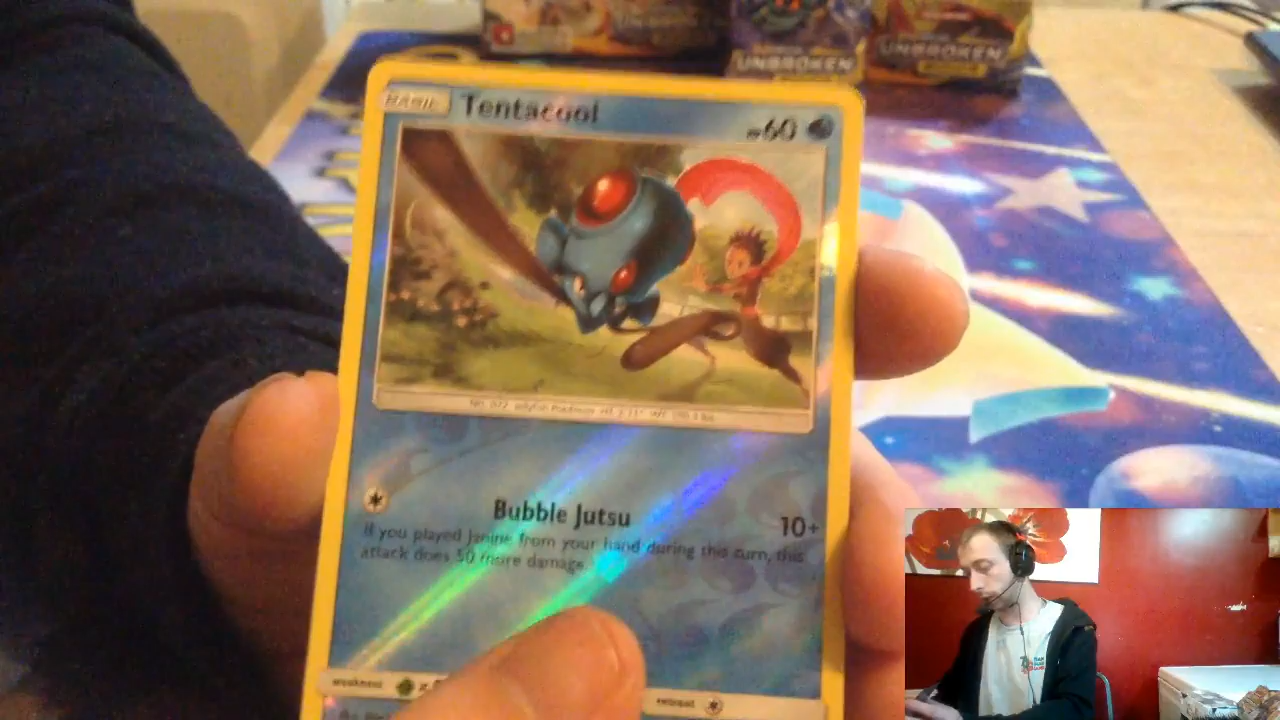 UNBROKEN
UNBROKEN
UNBROKEN
BASIC
Tentacool
HP60
Bubble Jutsu
10+
If you played Janine from your hand during this turn, this
attack does 50 more damage.
weakness
retreat